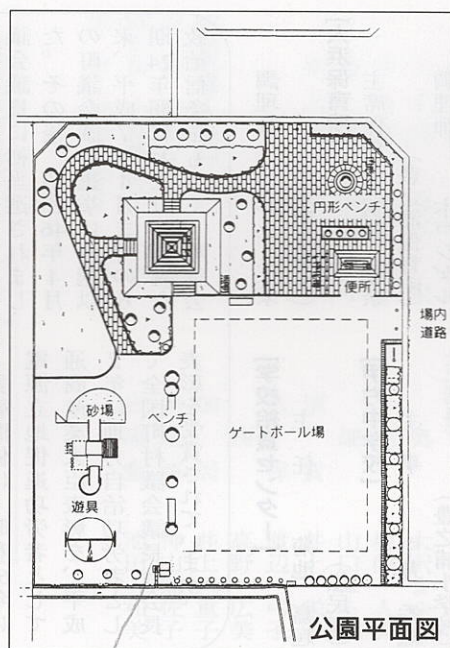 円形ベンチ
便所
場内
道路
砂場
ベンチ
ゲートボール場
遊具
公園平面図